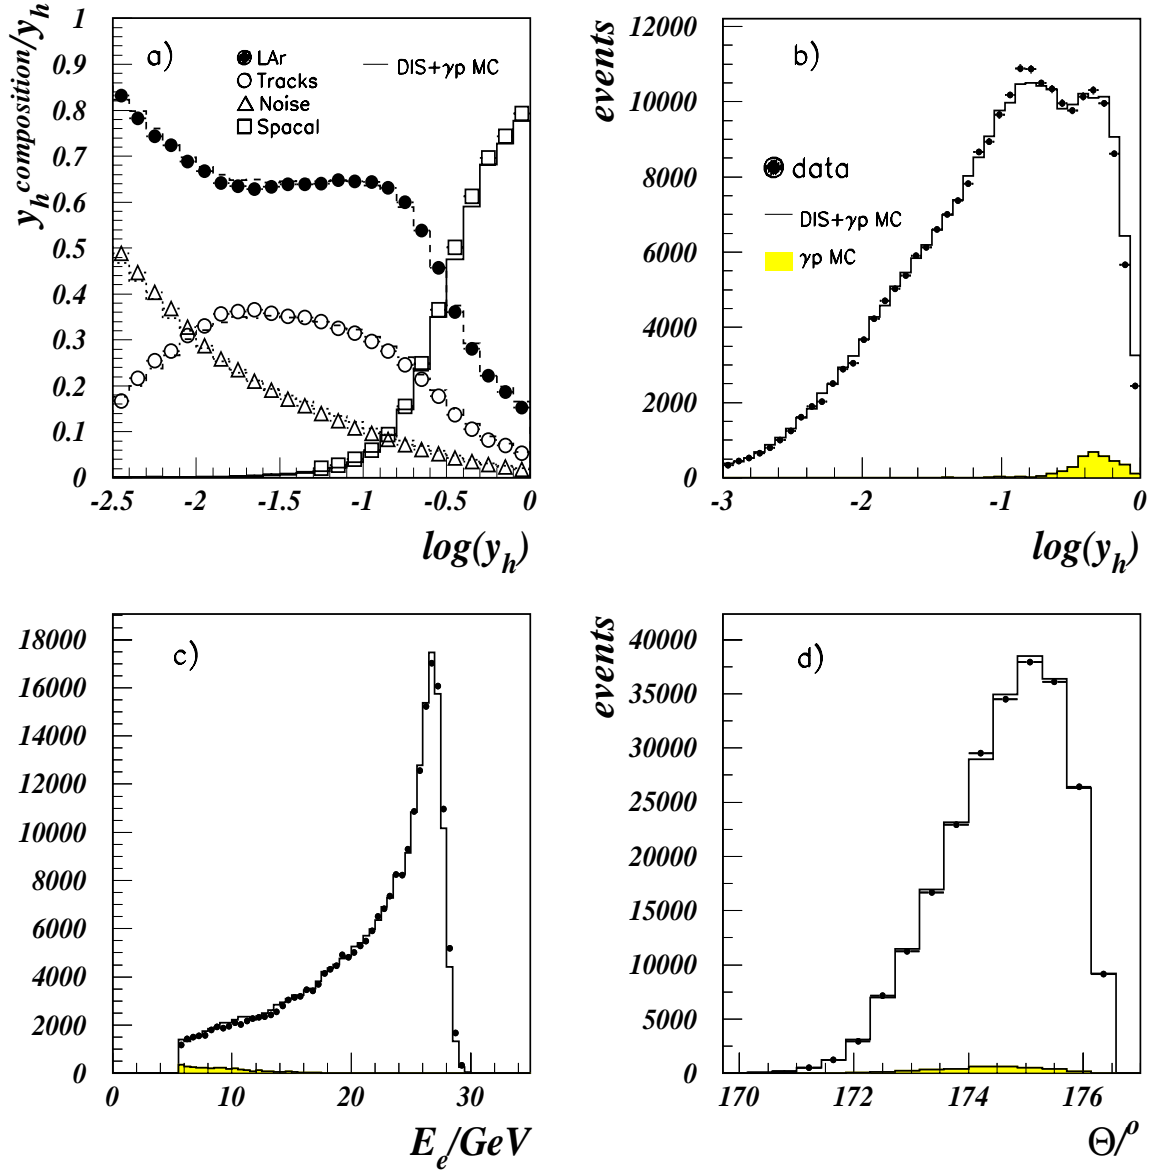 y_h^composition/y_h
1
0.9
0.8
0.7
0.6
0.5
0.4
0.3
0.2
0.1
0
a)
LAr
Tracks
Noise
Spacal
DIS+γp MC
-2.5
-2
-1.5
-1
-0.5
0
log(y_h)
events
12000
10000
8000
6000
4000
2000
0
b)
data
DIS+γp MC
γp MC
-3
-2
-1
0
log(y_h)
18000
16000
14000
12000
10000
8000
6000
4000
2000
0
c)
0
10
20
30
E_e/GeV
events
40000
35000
30000
25000
20000
15000
10000
5000
0
d)
170
172
174
176
Θ/^o